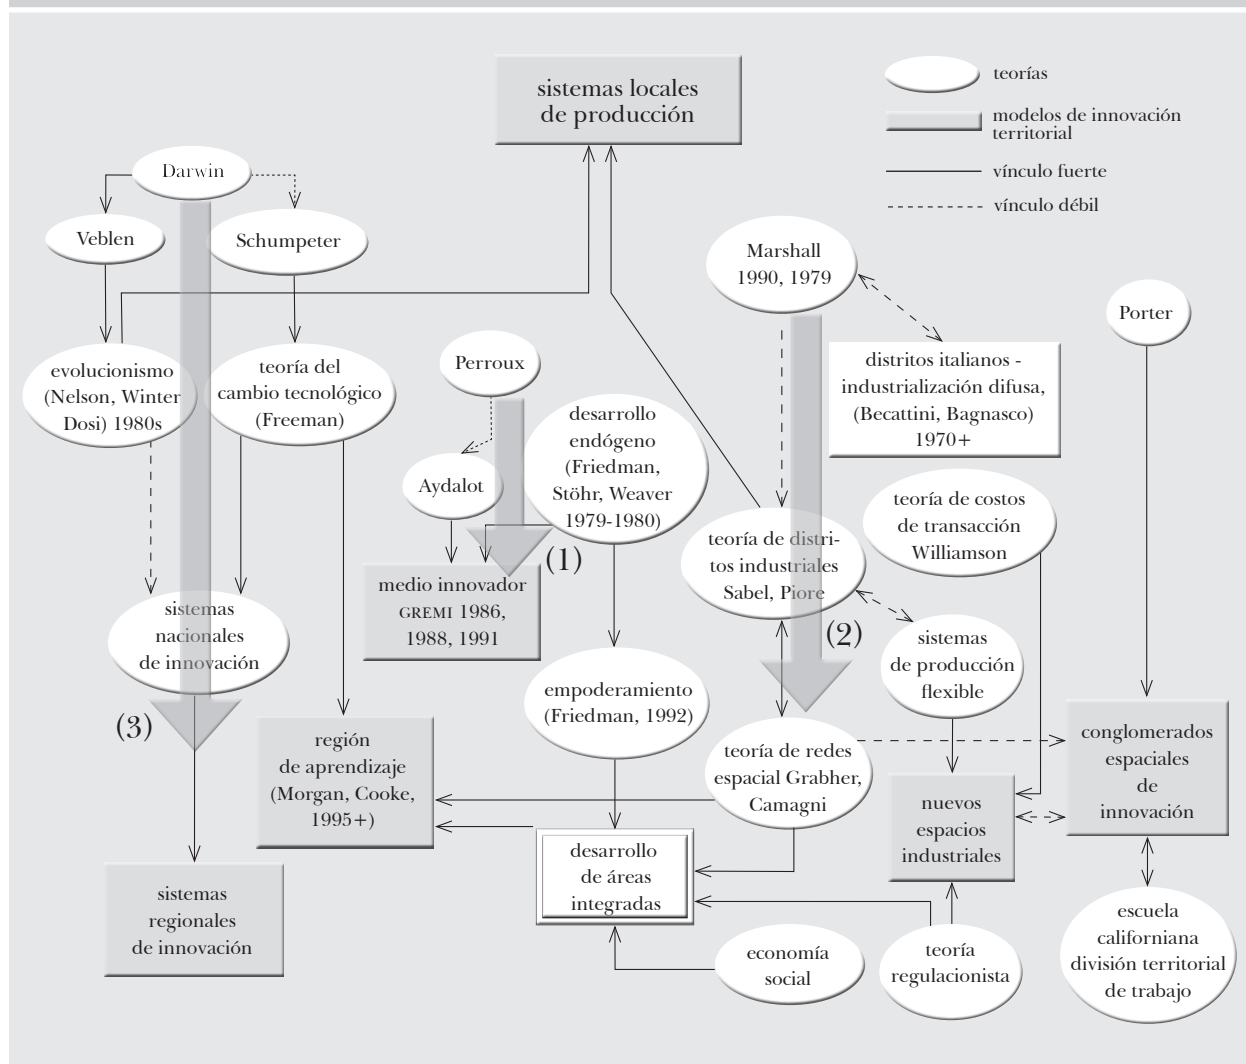 sistemas locales
de producción
teorías
modelos de innovación
territorial
vínculo fuerte
vínculo débil
Darwin
Veblen
Schumpeter
Marshall
1990, 1979
Porter
evolucionismo
(Nelson, Winter
Dosi) 1980s
teoría del
cambio tecnológico
(Freeman)
Perroux
distritos italianos -
industrialización difusa,
(Becattini, Bagnasco)
1970+
desarrollo
endógeno
(Friedman,
Stöhr, Weaver
1979-1980)
Aydalot
teoría de costos
de transacción
Williamson
teoría de distri-
tos industriales
Sabel, Piore
(1)
medio innovador
GREMI 1986,
1988, 1991
(2)
sistemas
nacionales
de innovación
sistemas
de producción
flexible
empoderamiento
(Friedman, 1992)
(3)
región
de aprendizaje
(Morgan, Cooke,
1995+)
teoría de redes
espacial Grabher,
Camagni
conglomerados
espaciales
de
innovación
nuevos
espacios
industriales
desarrollo
de áreas
integradas
sistemas
regionales
de innovación
economía
social
teoría
regulacionista
escuela
californiana
división territorial
de trabajo